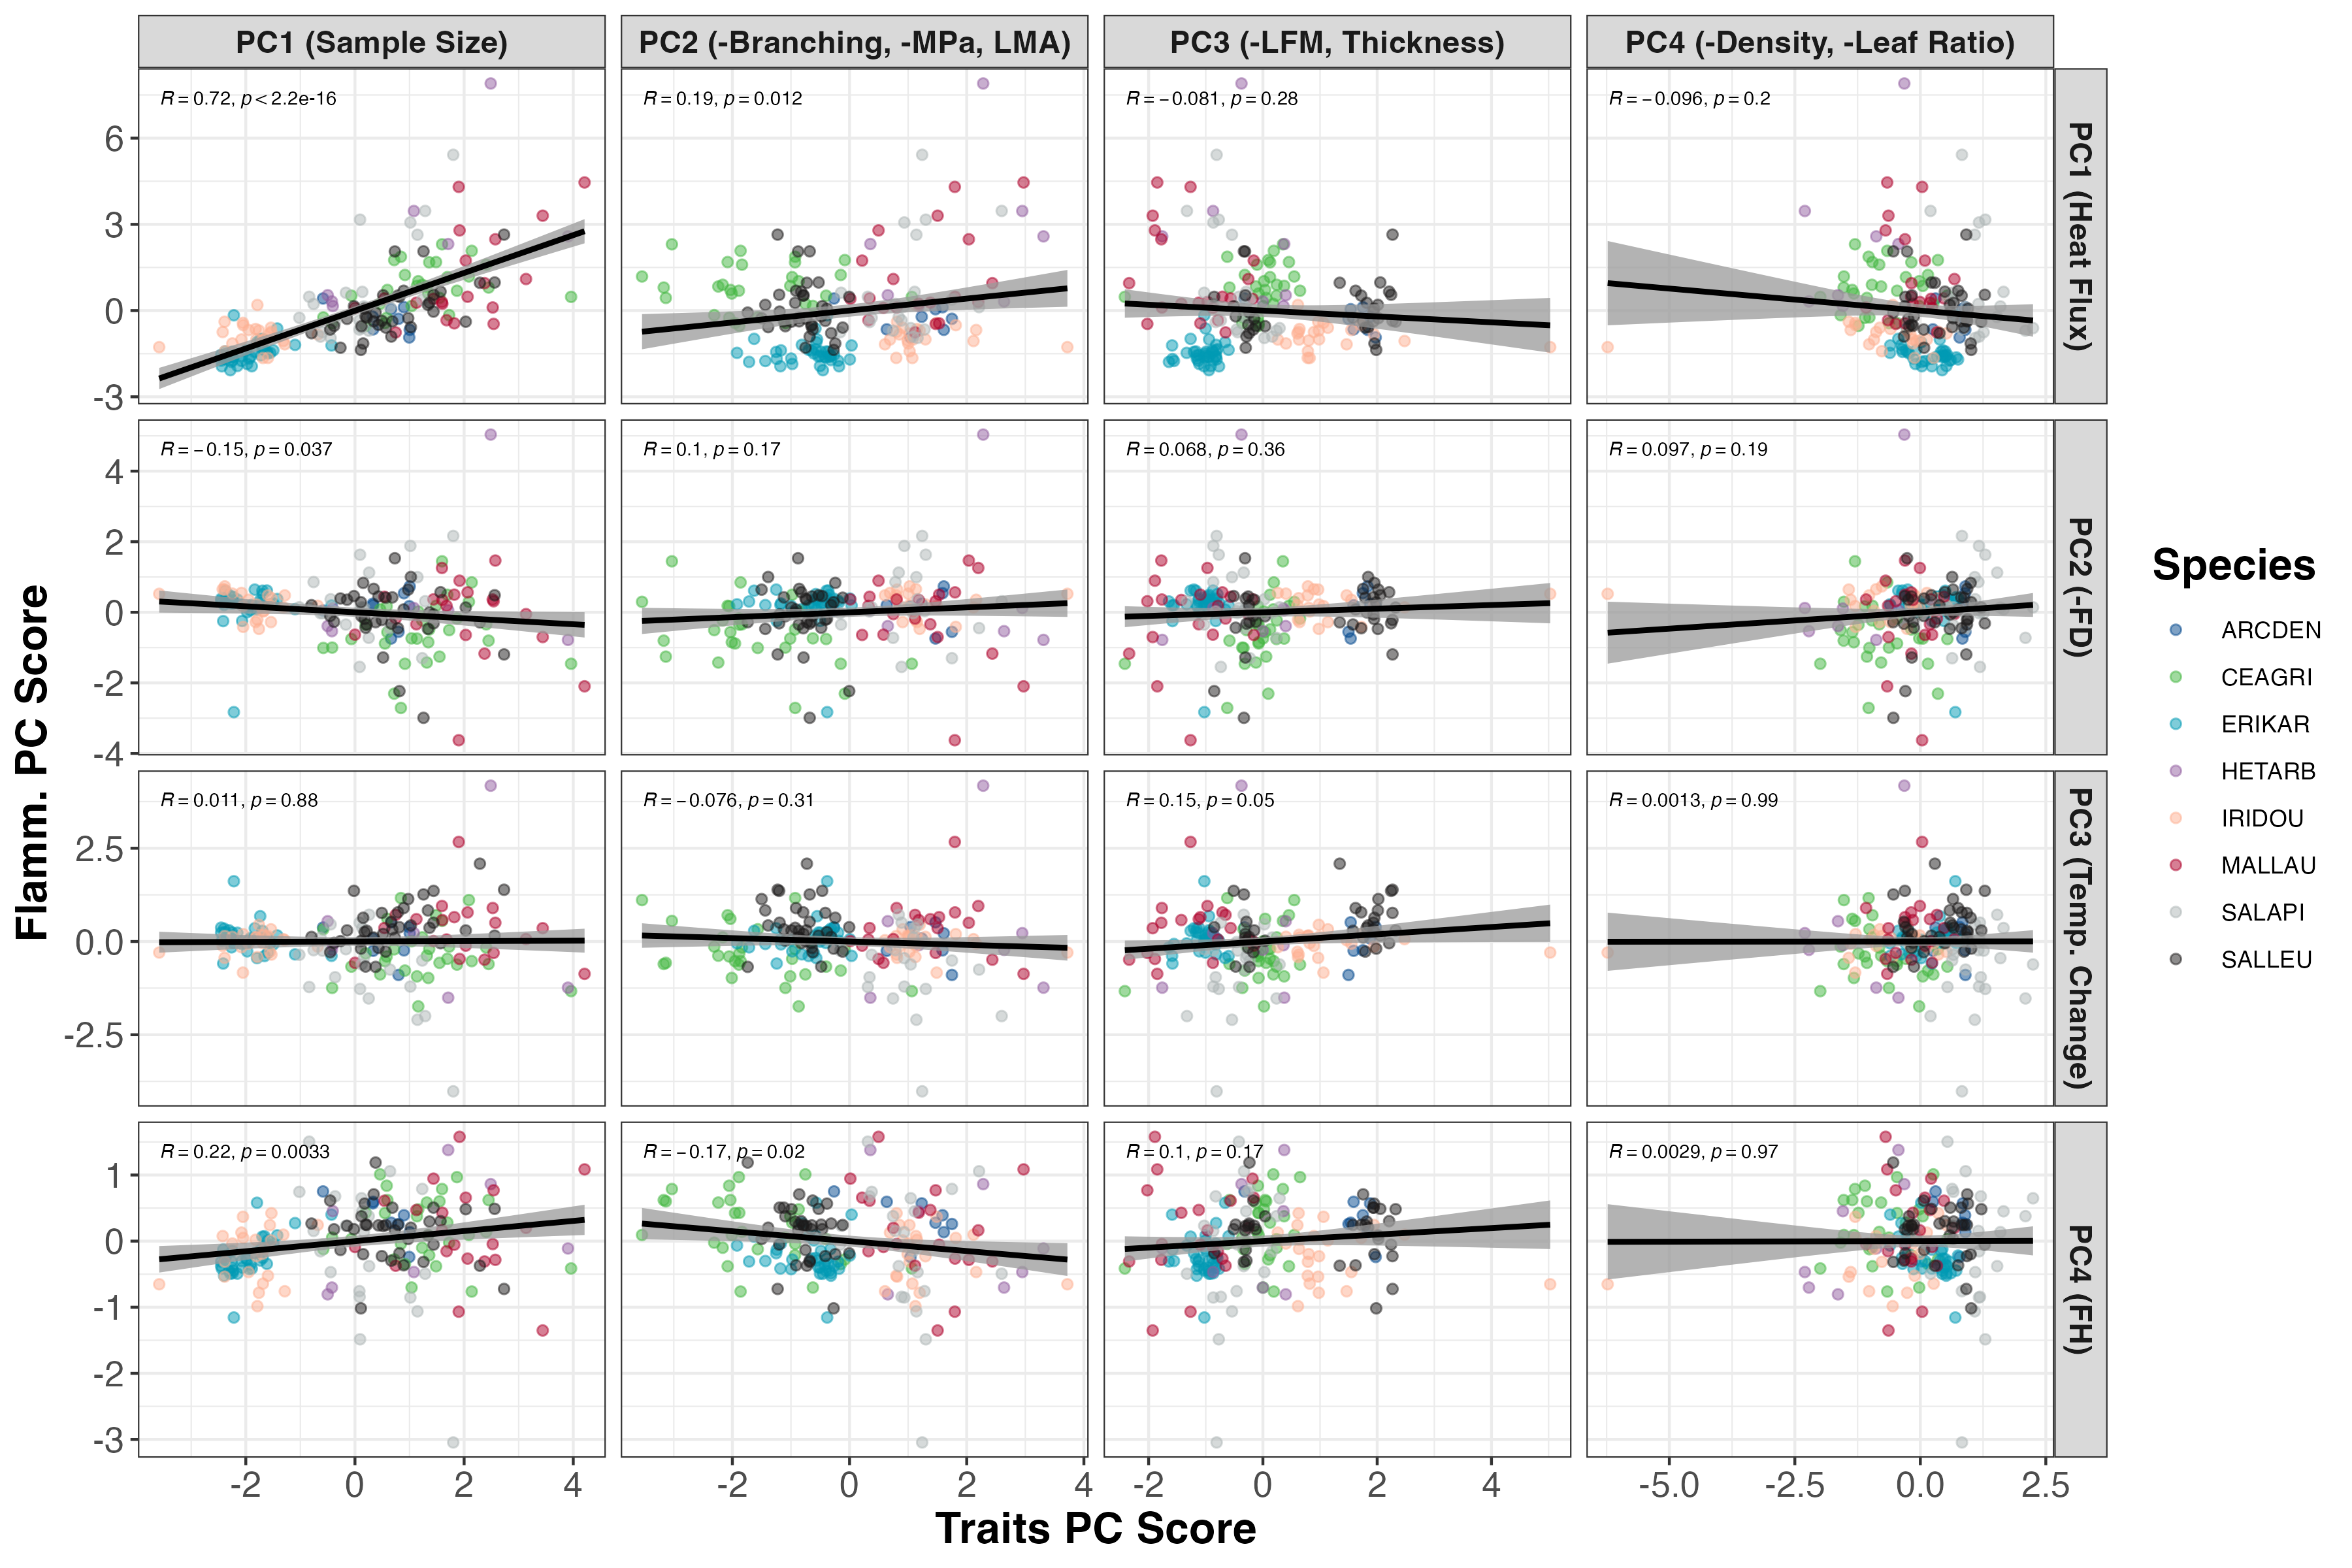 PC1 (Sample Size)
PC2 (-Branching, -MPa, LMA)
PC3 (-LFM, Thickness)
PC4 (-Density, -Leaf Ratio)
R = 0.72, p < 2.2e-16
R = 0.19, p = 0.012
R = −0.081, p = 0.28
R = −0.096, p = 0.2
PC1 (Heat Flux)
6
3
0
-3
R = −0.15, p = 0.037
R = 0.1, p = 0.17
R = 0.068, p = 0.36
R = 0.097, p = 0.19
PC2 (-FD)
4
2
0
-2
-4
R = 0.011, p = 0.88
R = −0.076, p = 0.31
R = 0.15, p = 0.05
R = 0.0013, p = 0.99
PC3 (Temp. Change)
2.5
0.0
-2.5
R = 0.22, p = 0.0033
R = −0.17, p = 0.02
R = 0.1, p = 0.17
R = 0.0029, p = 0.97
PC4 (FH)
1
0
-1
-2
-3
-2 0 2 4
-2 0 2 4
-2 0 2 4
-5.0 -2.5 0.0 2.5
Traits PC Score
Flamm. PC Score
Species
ARCDEN
CEAGRI
ERIKAR
HETARB
IRIDOU
MALLAU
SALAPI
SALLEU